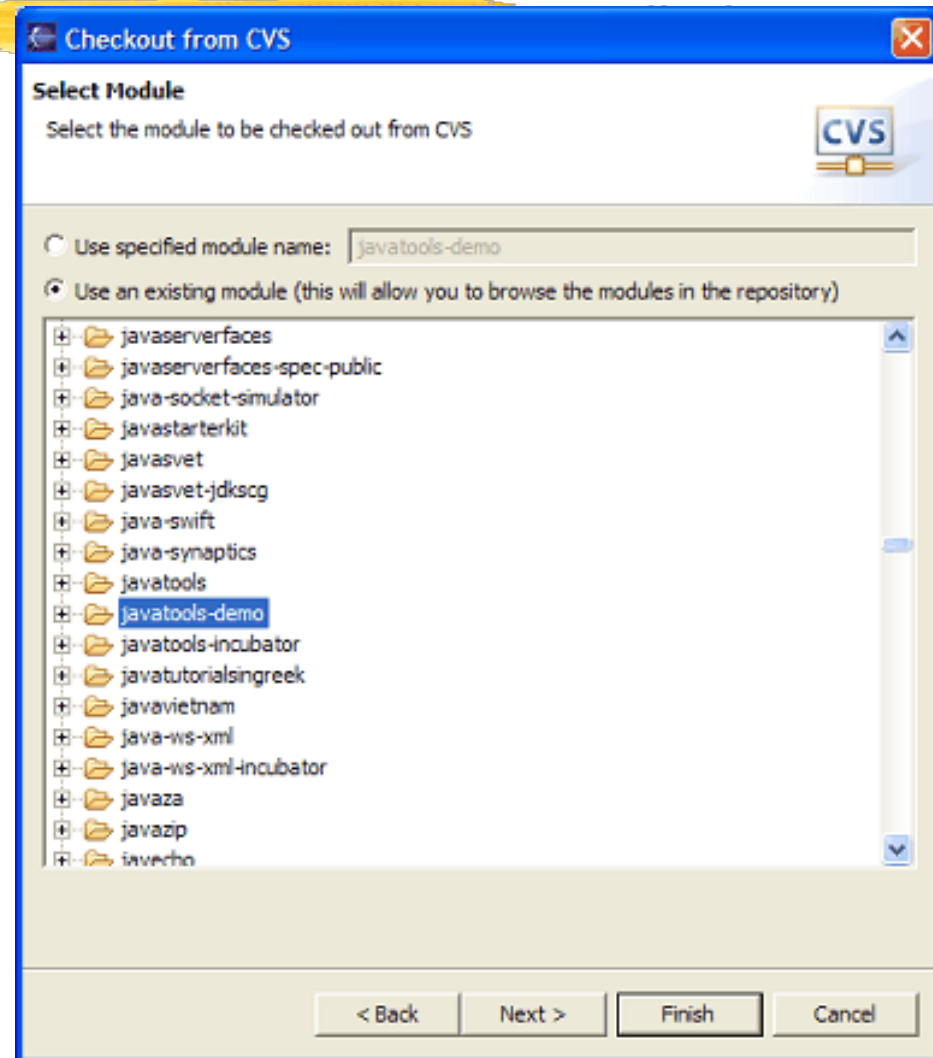 Checkout from CVS
Select Module
Select the module to be checked out from CVS
CVS
Use specified module name: javatools-demo
Use an existing module (this will allow you to browse the modules in the repository)
javaserverfaces
javaserverfaces-spec-public
java-socket-simulator
javastarterkit
javasvet
javasvet-jdkscg
java-swift
java-synaptics
javatools
javatools-demo
javatools-incubator
javatutorialsingreek
javavietnam
java-ws-xml
java-ws-xml-incubator
javaza
javazip
javecho
< Back Next > Finish Cancel